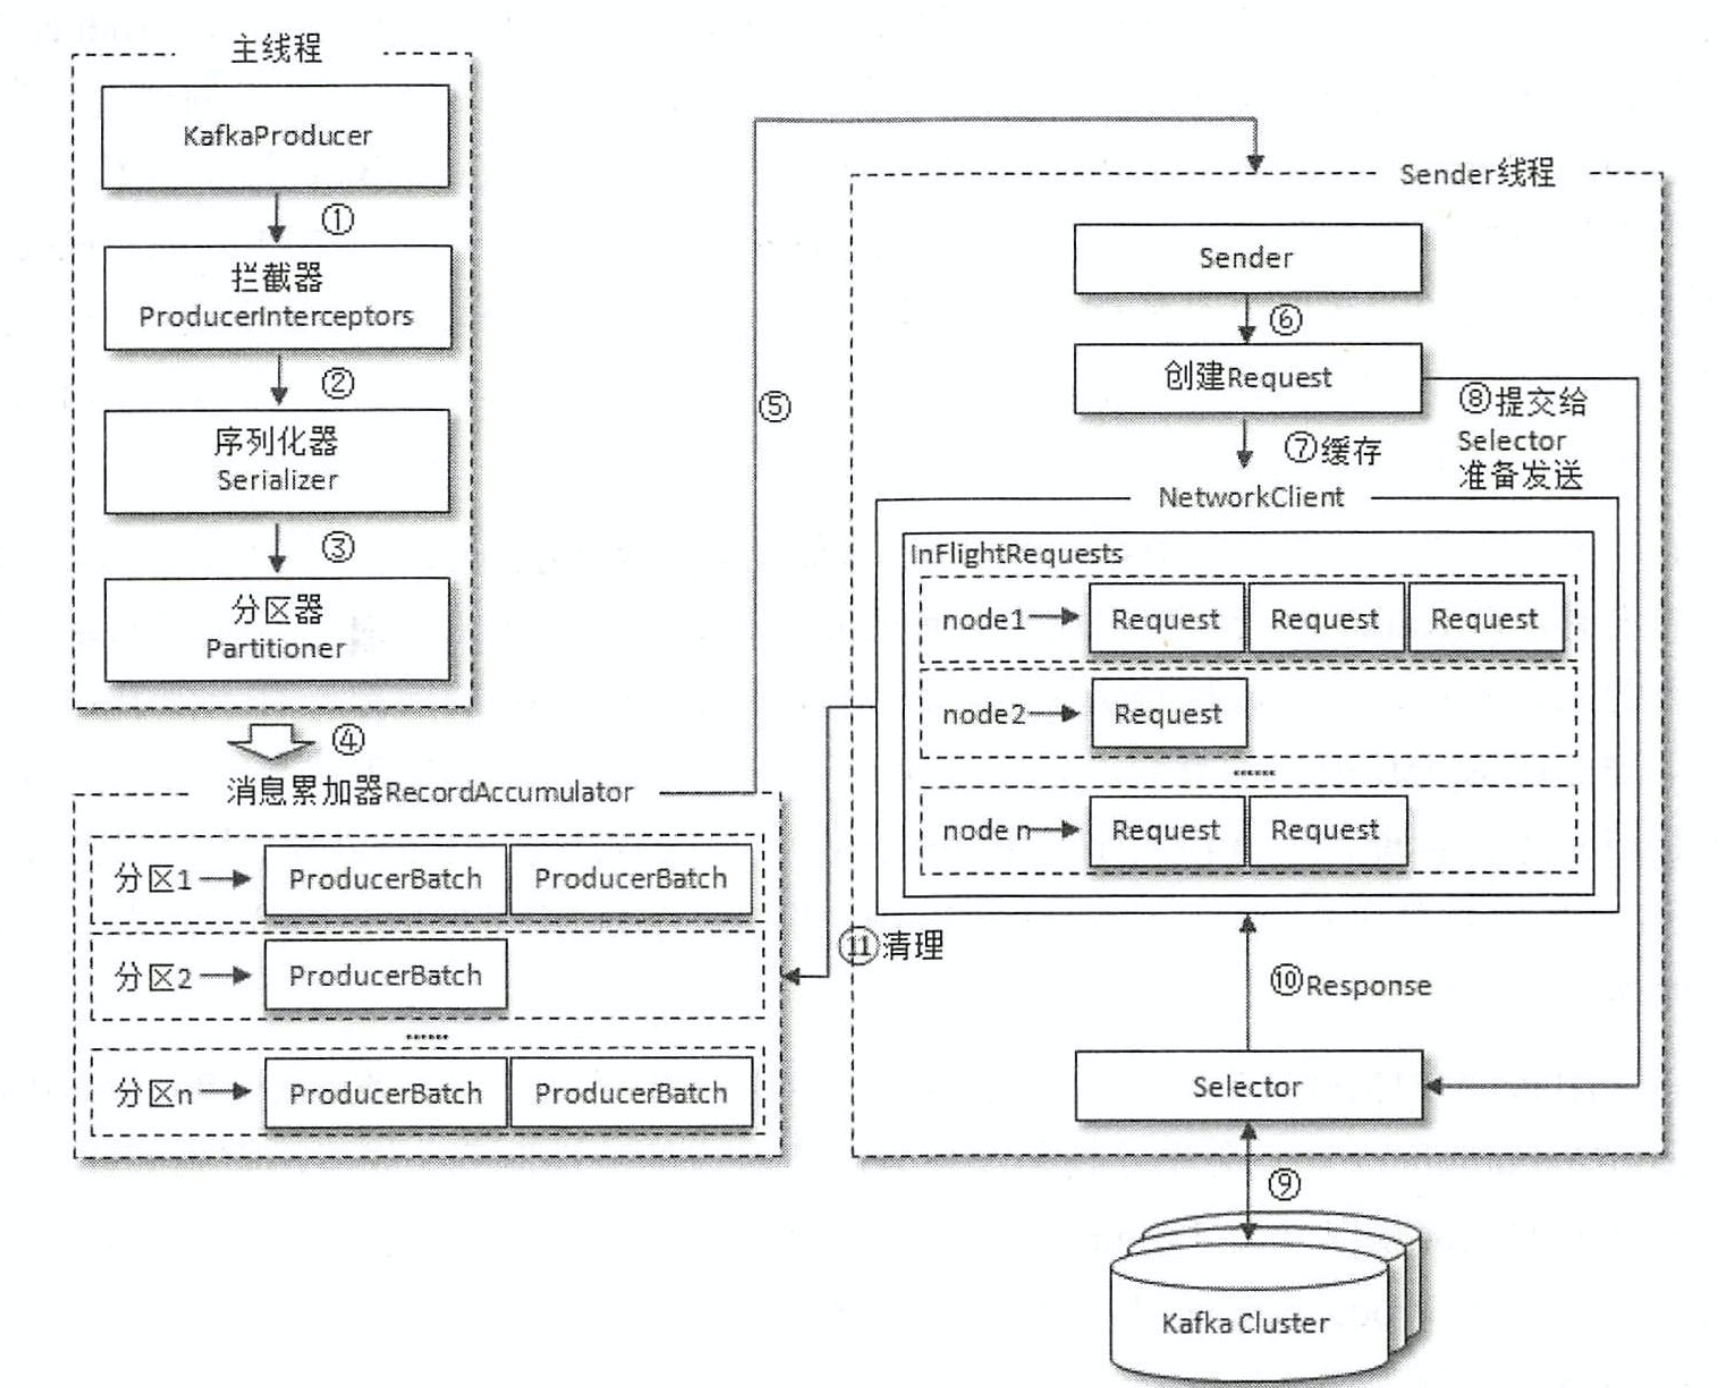 主线程
KafkaProducer
①
拦截器
ProducerInterceptors
②
序列化器
Serializer
③
分区器
Partitioner
④
消息累加器RecordAccumulator
分区1 ProducerBatch ProducerBatch
分区2 ProducerBatch
......
分区n ProducerBatch ProducerBatch
⑤
Sender线程
Sender
⑥
创建Request
⑦缓存
⑧提交给
Selector
准备发送
NetworkClient
InFlightRequests
node1 Request Request Request
node2 Request
......
node n Request Request
⑪清理
⑩Response
Selector
⑨
Kafka Cluster